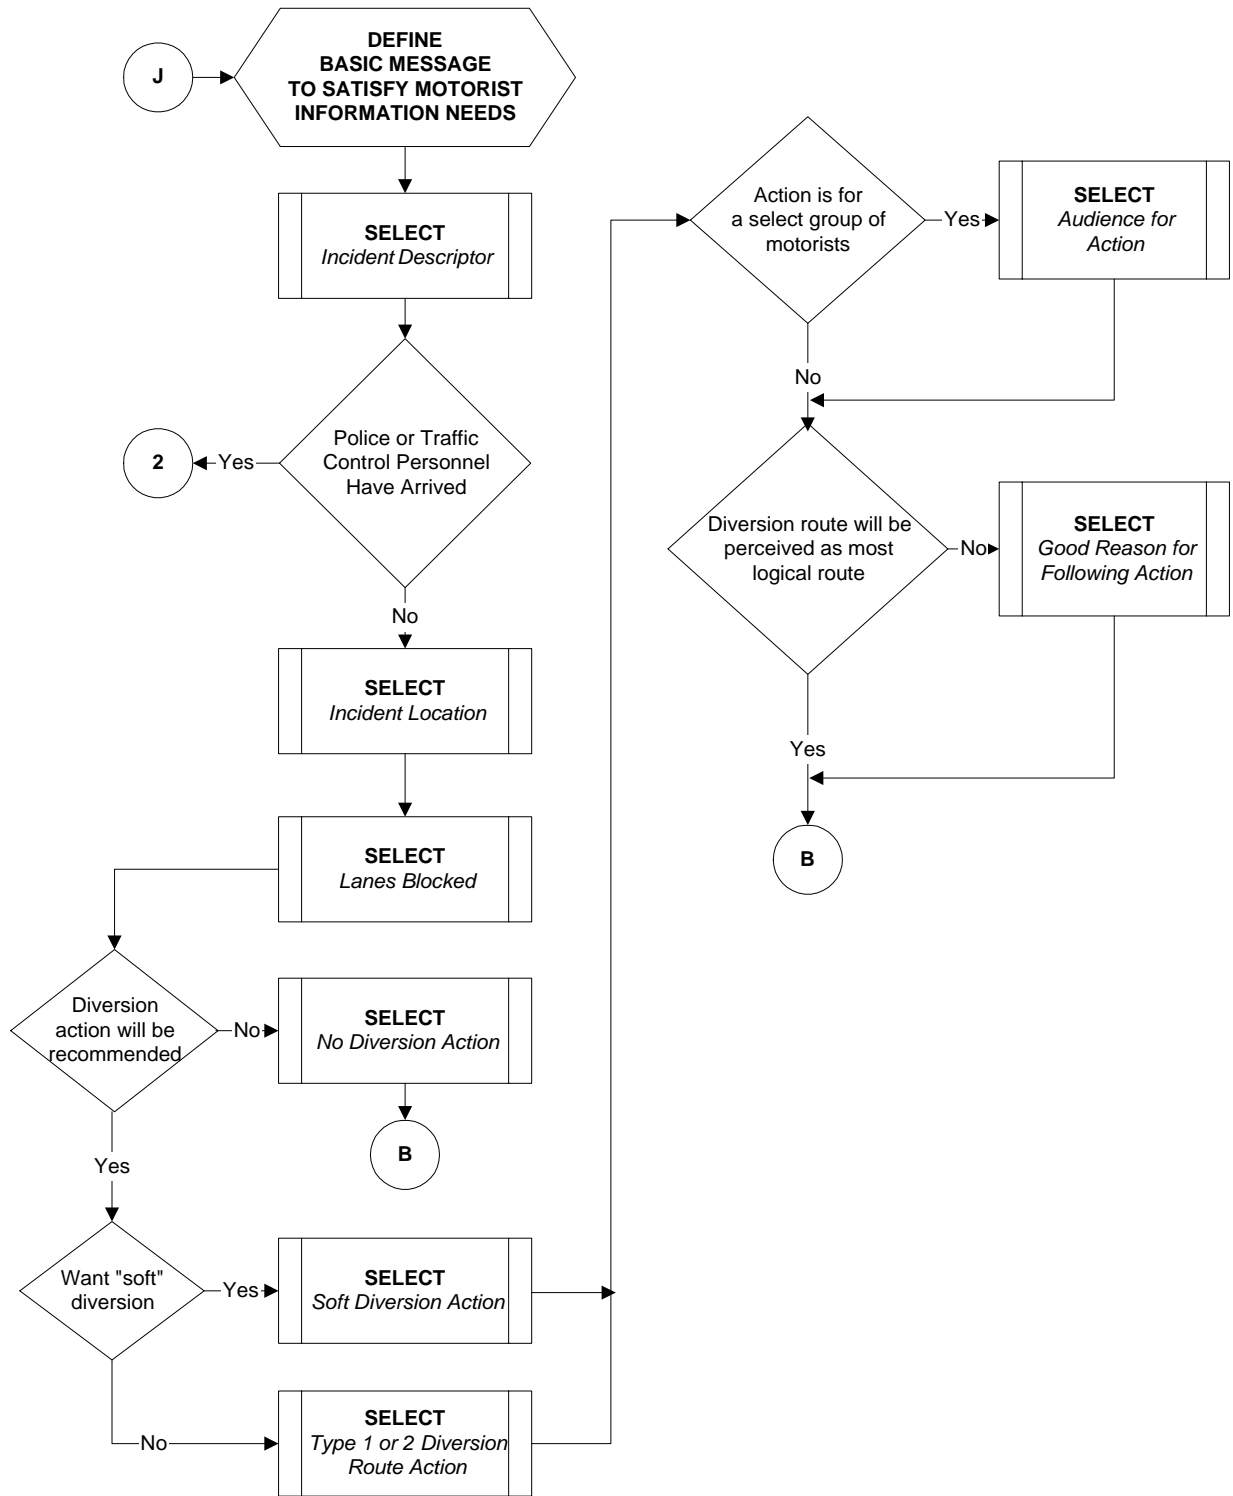 J
DEFINE
BASIC MESSAGE
TO SATISFY MOTORIST
INFORMATION NEEDS
SELECT
Incident Descriptor
Police or Traffic
Control Personnel
Have Arrived
Yes
2
No
SELECT
Incident Location
SELECT
Lanes Blocked
Diversion
action will be
recommended
No
SELECT
No Diversion Action
B
Yes
Want "soft"
diversion
Yes
SELECT
Soft Diversion Action
No
SELECT
Type 1 or 2 Diversion
Route Action
Action is for
a select group of
motorists
Yes
SELECT
Audience for
Action
No
Diversion route will be
perceived as most
logical route
No
SELECT
Good Reason for
Following Action
Yes
B